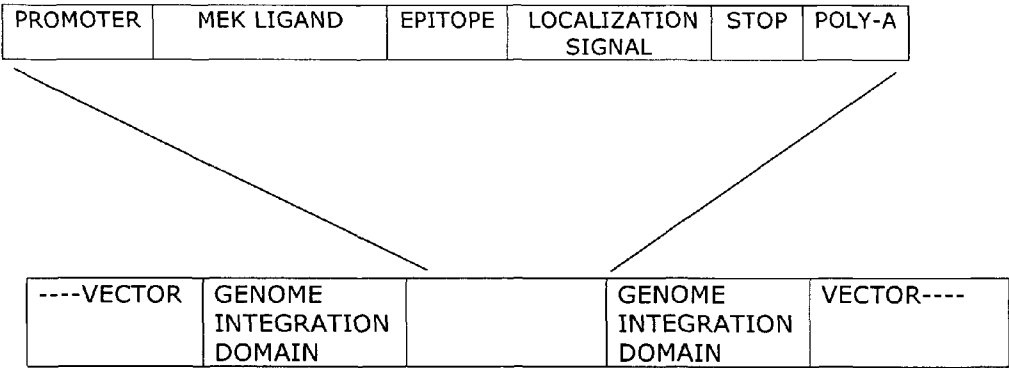 PROMOTER MEK LIGAND EPITOPE LOCALIZATION STOP POLY-A
SIGNAL
----VECTOR GENOME GENOME VECTOR----
INTEGRATION INTEGRATION
DOMAIN DOMAIN